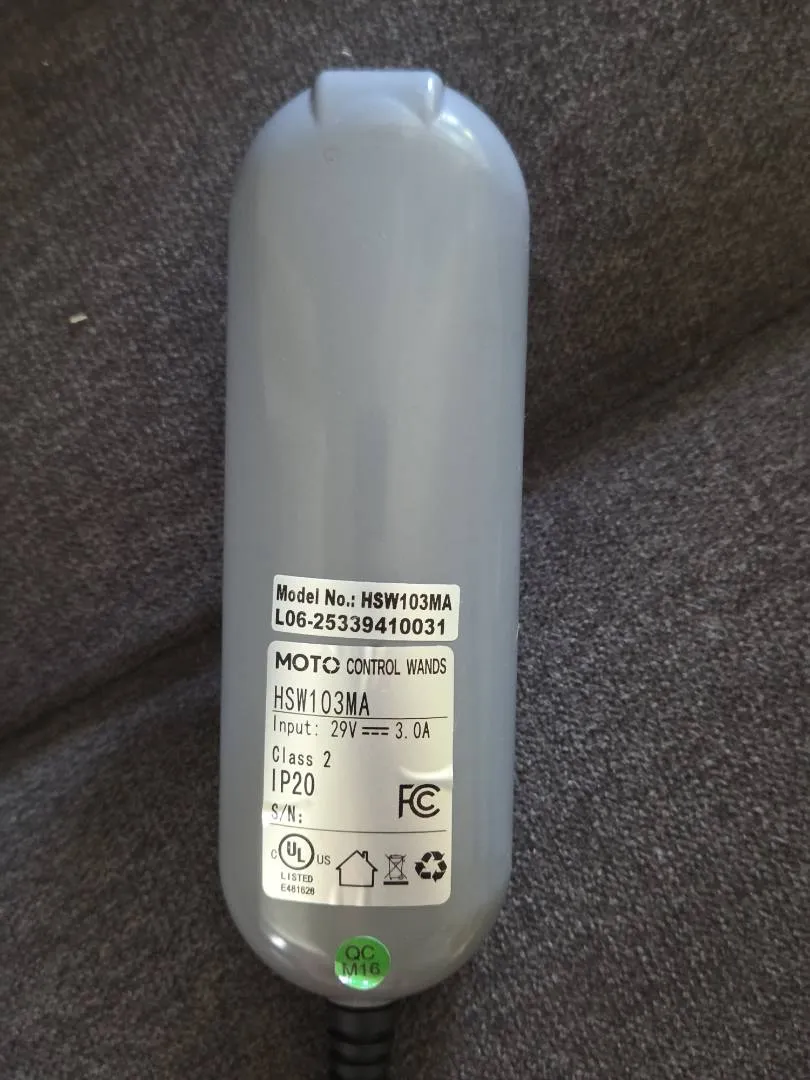 Model No.: HSW103MA
L06-25339410031
MOTO CONTROL WANDS
HSW103MA
Input: 29V⎓3.0A
Class 2
IP20
FC
S/N:
C UL US
LISTED
E481628
QC
M16